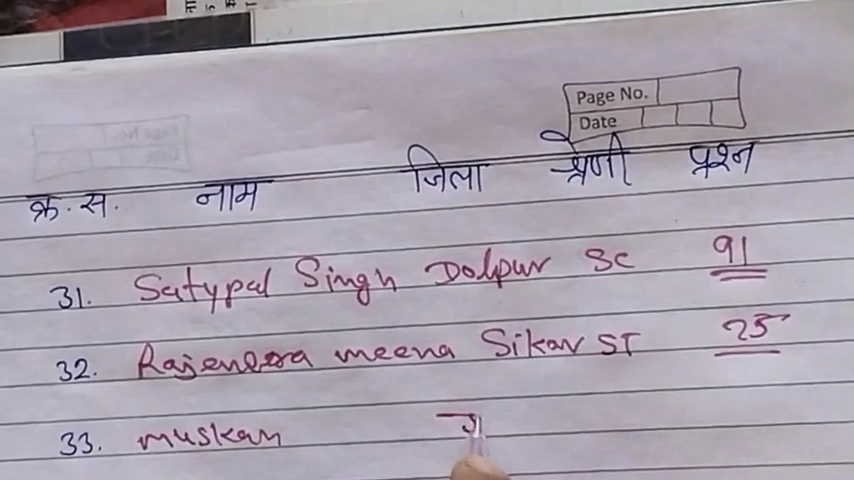 Page No.
Date
क्र. स. नाम जिला श्रेणी प्रश्न
31. Satypal Singh Dolpur SC 91
32. Rajendra meena Sikar ST 25
33. muskan